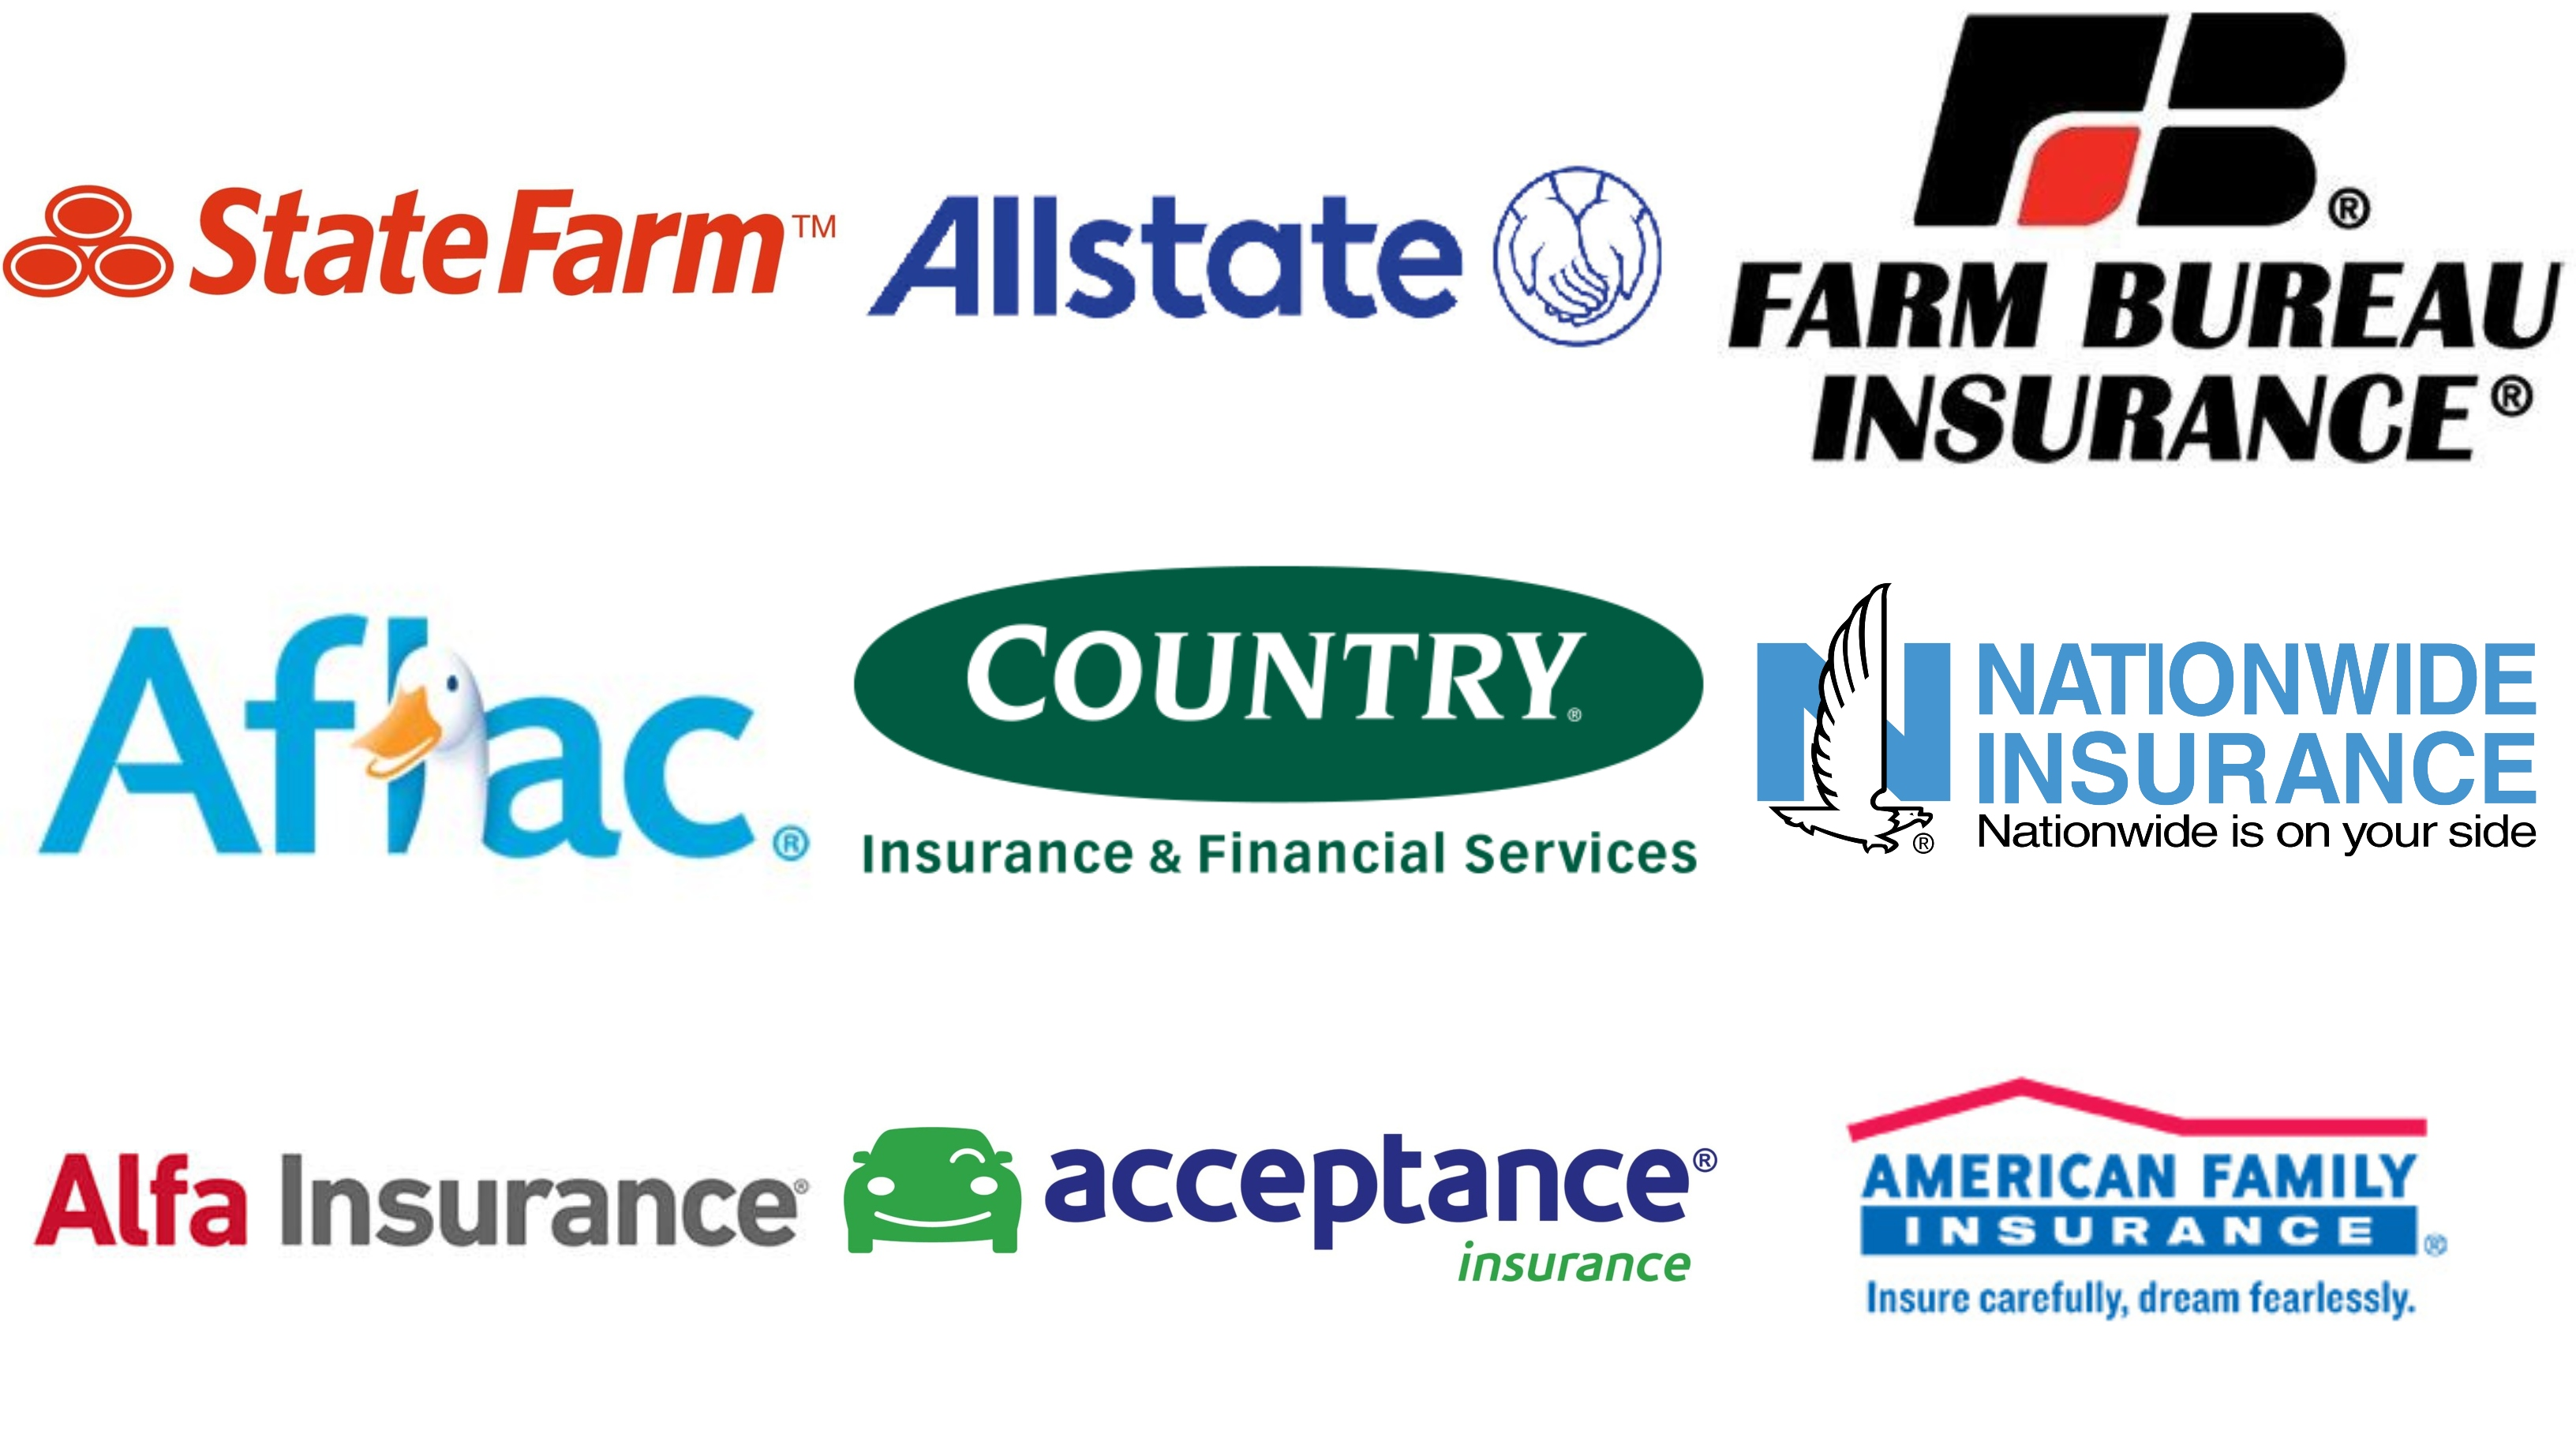 StateFarm™
Allstate
FB®
FARM BUREAU
INSURANCE®
Aflac®
COUNTRY®
Insurance & Financial Services
N®
NATIONWIDE
INSURANCE
Nationwide is on your side
Alfa Insurance®
acceptance®
insurance
AMERICAN FAMILY
INSURANCE®
Insure carefully, dream fearlessly.